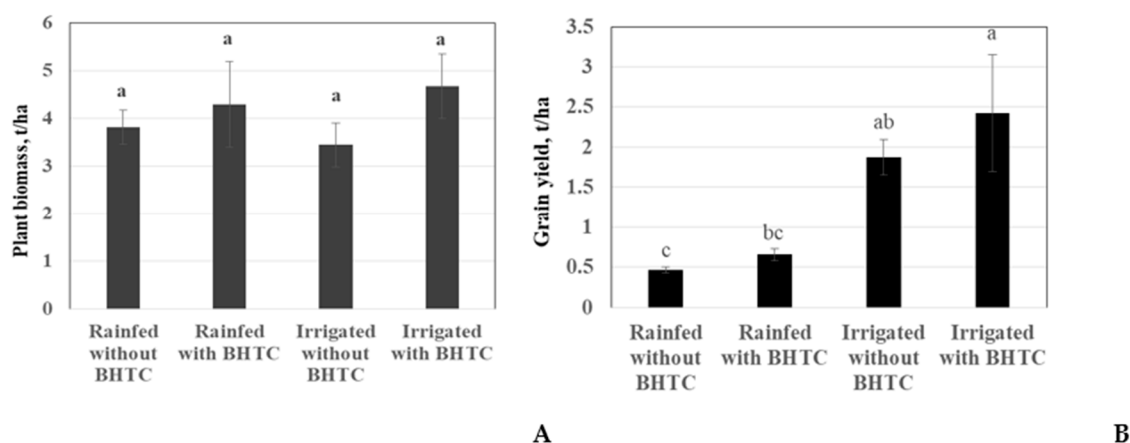 Plant biomass, t/ha
6
5
4
3
2
1
0
a
a
a
a
Rainfed without BHTC
Rainfed with BHTC
Irrigated without BHTC
Irrigated with BHTC
A
Grain yield, t/ha
3.5
3
2.5
2
1.5
1
0.5
0
c
bc
ab
a
Rainfed without BHTC
Rainfed with BHTC
Irrigated without BHTC
Irrigated with BHTC
B